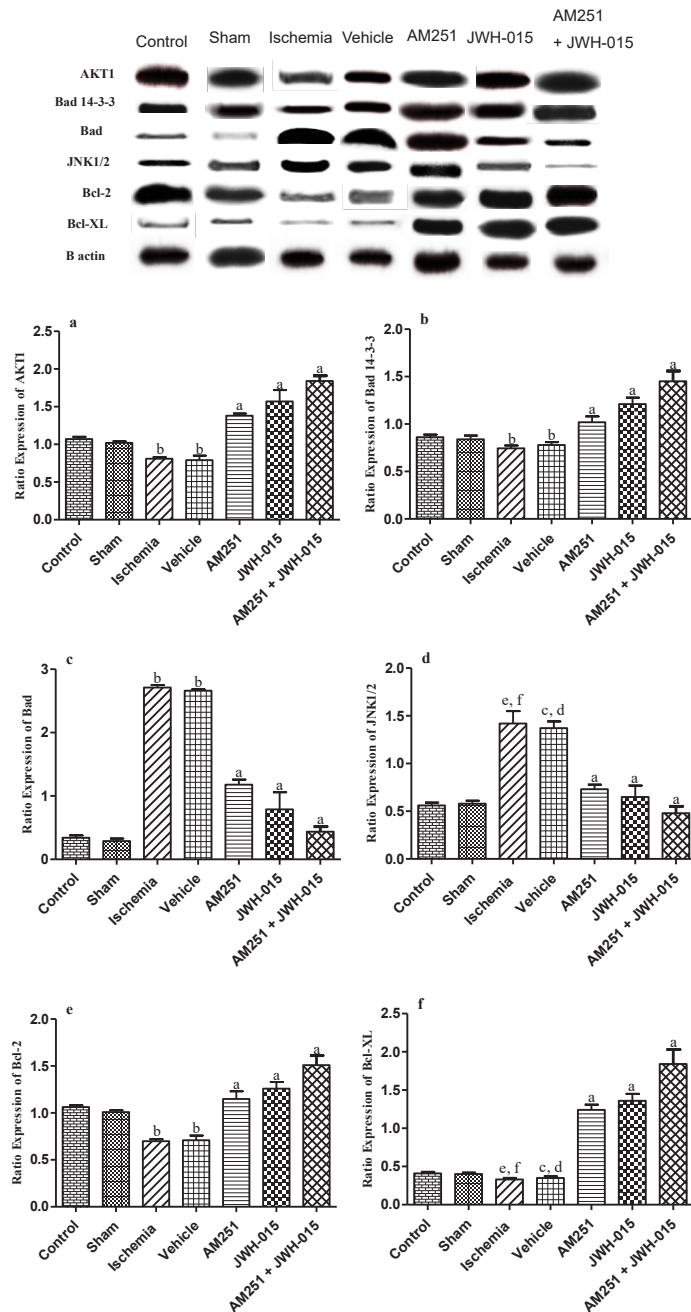 Control Sham Ischemia Vehicle AM251 JWH-015 AM251
+ JWH-015
AKT1
Bad 14-3-3
Bad
JNK1/2
Bcl-2
Bcl-XL
B actin
a
Ratio Expression of AKT1
2.5
2.0
1.5
1.0
0.5
0.0
b b a a a
Control Sham Ischemia Vehicle AM251 JWH-015 AM251 + JWH-015
b
Ratio Expression of Bad 14-3-3
2.0
1.5
1.0
0.5
0.0
b b a a a
Control Sham Ischemia Vehicle AM251 JWH-015 AM251 + JWH-015
c
Ratio Expression of Bad
3
2
1
0
b b a a a
Control Sham Ischemia Vehicle AM251 JWH-015 AM251 + JWH-015
d
Ratio Expression of JNK1/2
2.0
1.5
1.0
0.5
0.0
e, f c, d a a a
Control Sham Ischemia Vehicle AM251 JWH-015 AM251 + JWH-015
e
Ratio Expression of Bcl-2
2.0
1.5
1.0
0.5
0.0
b b a a a
Control Sham Ischemia Vehicle AM251 JWH-015 AM251 + JWH-015
f
Ratio Expression of Bcl-XL
2.5
2.0
1.5
1.0
0.5
0.0
e, f c, d a a a
Control Sham Ischemia Vehicle AM251 JWH-015 AM251 + JWH-015